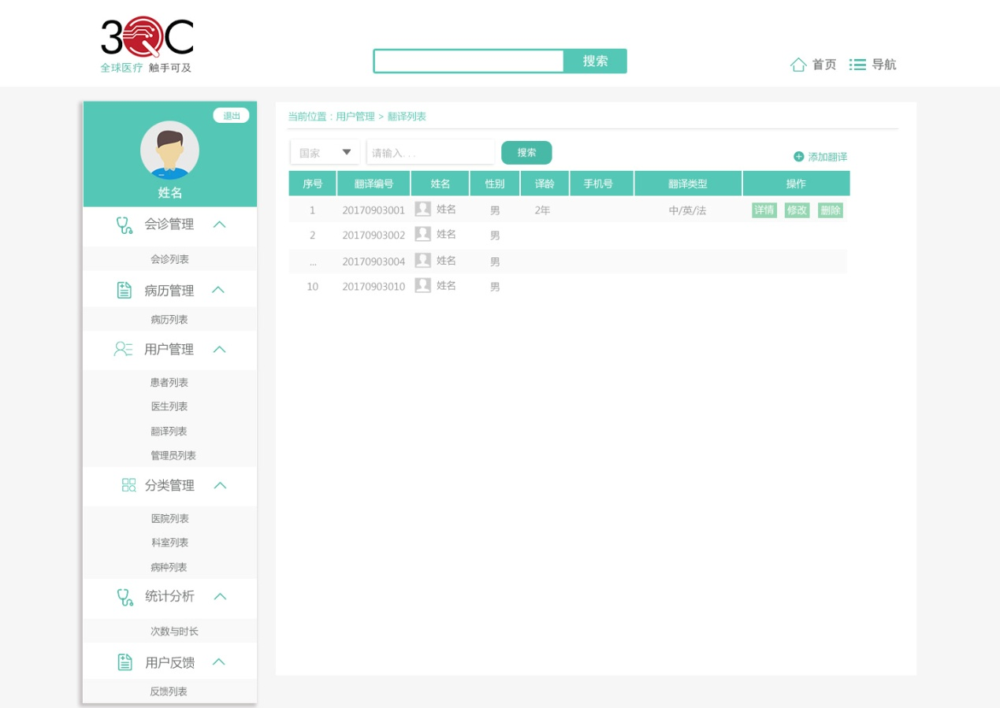 3QC
全球医疗 触手可及
搜索
首页 导航
退出
姓名
会诊管理
会诊列表
病历管理
病历列表
用户管理
患者列表
医生列表
翻译列表
管理员列表
分类管理
医院列表
科室列表
病种列表
统计分析
次数与时长
用户反馈
反馈列表
当前位置：用户管理 > 翻译列表
国家 请输入. . . 搜索
添加翻译
序号 翻译编号 姓名 性别 译龄 手机号 翻译类型 操作
1 20170903001 姓名 男 2年 中/英/法 详情 修改 删除
2 20170903002 姓名 男
... 20170903004 姓名 男
10 20170903010 姓名 男